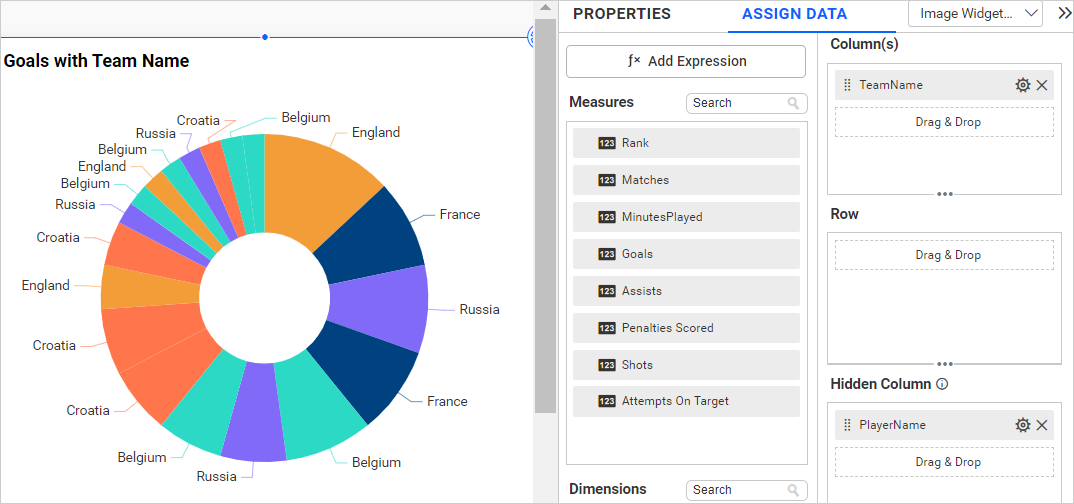 PROPERTIES
ASSIGN DATA
Image Widget...
Goals with Team Name
Belgium
England
France
Russia
France
Belgium
Russia
Belgium
Croatia
Croatia
England
Croatia
Russia
Belgium
England
Belgium
Russia
Croatia
fx Add Expression
Measures
Search
123 Rank
123 Matches
123 MinutesPlayed
123 Goals
123 Assists
123 Penalties Scored
123 Shots
123 Attempts On Target
Dimensions
Search
Column(s)
TeamName
Drag & Drop
Row
Drag & Drop
Hidden Column
PlayerName
Drag & Drop